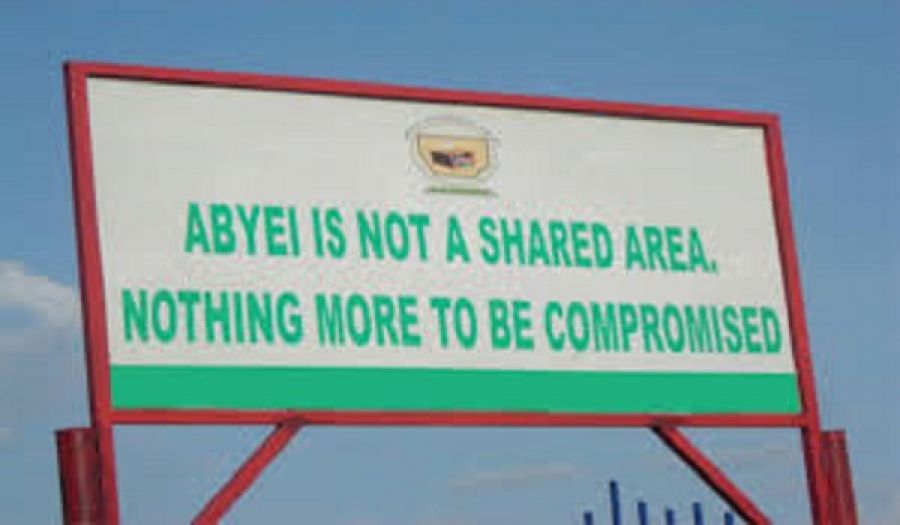 ABYEI IS NOT A SHARED AREA.
NOTHING MORE TO BE COMPROMISED